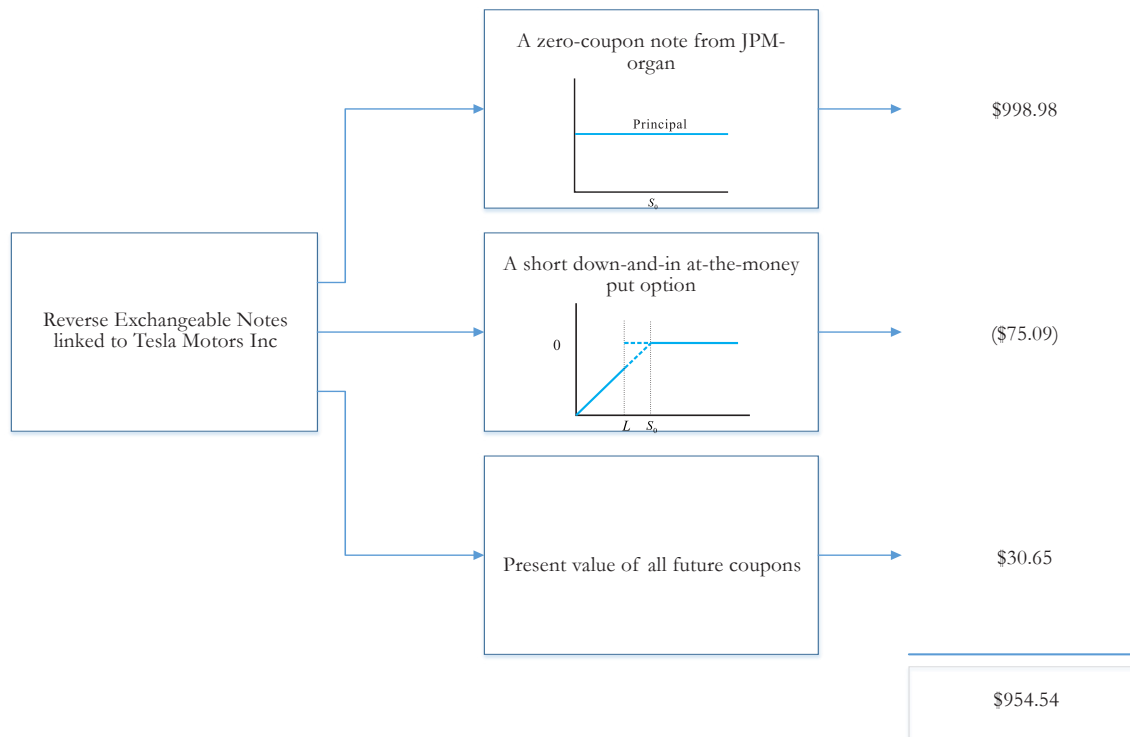 A zero-coupon note from JPM-
organ
Principal
S₀
$998.98
Reverse Exchangeable Notes
linked to Tesla Motors Inc
A short down-and-in at-the-money
put option
0
L S₀
($75.09)
Present value of all future coupons
$30.65
$954.54